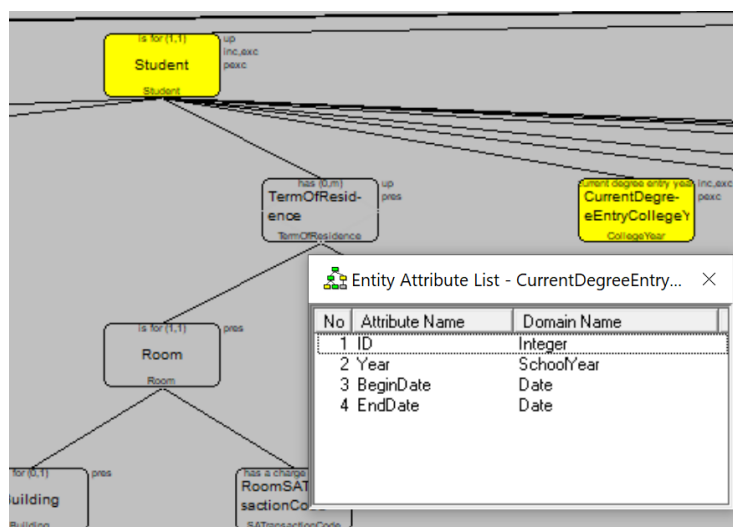 is for (1,1) up
inc,exc
Student pexc
Student
has (0,m) up
TermOfResid- pres
ence
TermOfResidence
current degree entry year inc,exc
CurrentDegre- pexc
eEntryCollegeY
CollegeYear
Entity Attribute List - CurrentDegreeEntry...
No Attribute Name Domain Name
1 ID Integer
2 Year SchoolYear
3 BeginDate Date
4 EndDate Date
is for (1,1) pres
Room
Room
for (0,1) pres
Building
Building
has a charge
RoomSAT
sactionCo
SATransactionCode